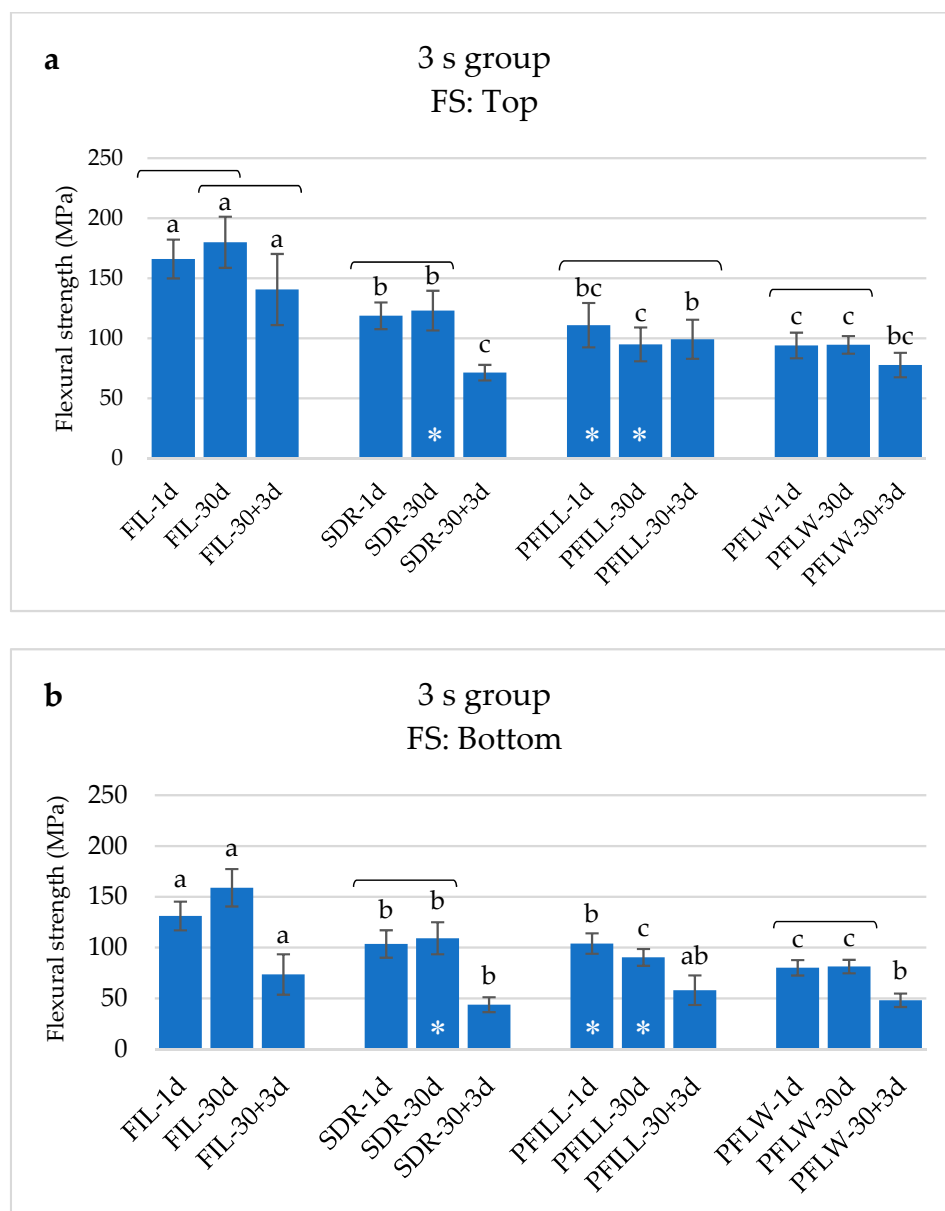 a
3 s group
FS: Top
Flexural strength (MPa)
250
200
150
100
50
0
a
a
a
b
b
c
bc
c
b
c
c
bc
*
*
*
FIL-1d
FIL-30d
FIL-30+3d
SDR-1d
SDR-30d
SDR-30+3d
PFILL-1d
PFILL-30d
PFILL-30+3d
PFLW-1d
PFLW-30d
PFLW-30+3d
b
3 s group
FS: Bottom
Flexural strength (MPa)
250
200
150
100
50
0
a
a
a
b
b
b
b
c
ab
c
c
b
*
*
*
FIL-1d
FIL-30d
FIL-30+3d
SDR-1d
SDR-30d
SDR-30+3d
PFILL-1d
PFILL-30d
PFILL-30+3d
PFLW-1d
PFLW-30d
PFLW-30+3d